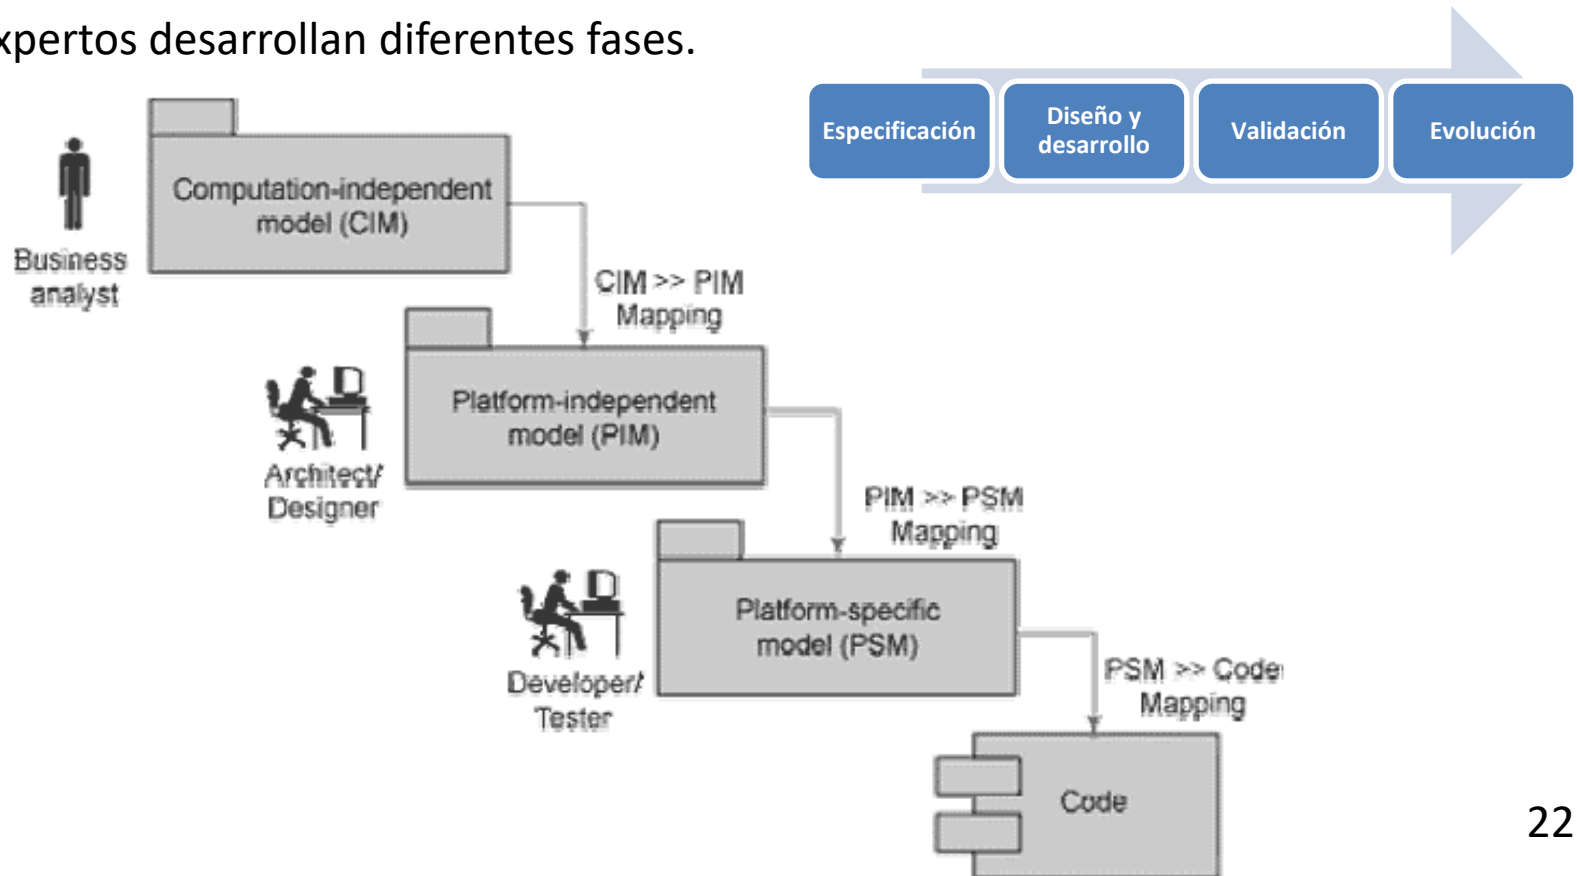 xpertos desarrollan diferentes fases.
Especificación
Diseño y
desarrollo
Validación
Evolución
Computation-independent
model (CIM)
Business
analyst
CIM >> PIM
Mapping
Platform-independent
model (PIM)
Architect/
Designer
PIM >> PSM
Mapping
Platform-specific
model (PSM)
Developer/
Tester
PSM >> Code
Mapping
Code
22